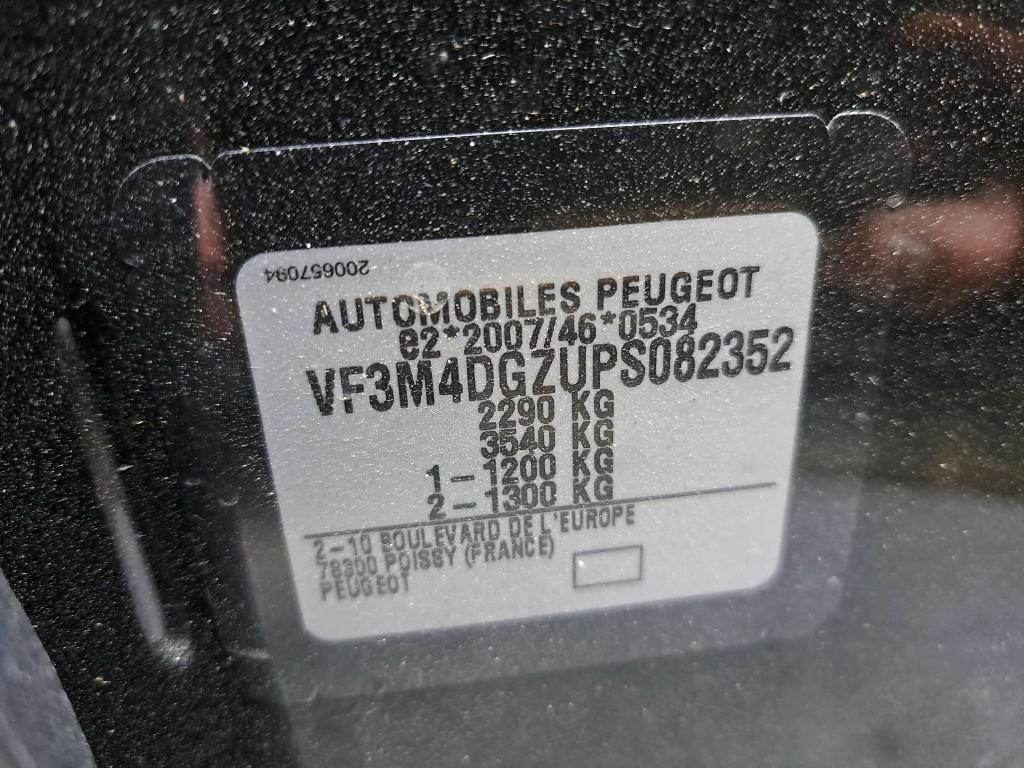 200657094
AUTOMOBILES PEUGEOT
e2*2007/46*0534
VF3M4DGZUPS082352
2290 KG
3540 KG
1-1200 KG
2-1300 KG
2-10 BOULEVARD DE L'EUROPE
78300 POISSY (FRANCE)
PEUGEOT